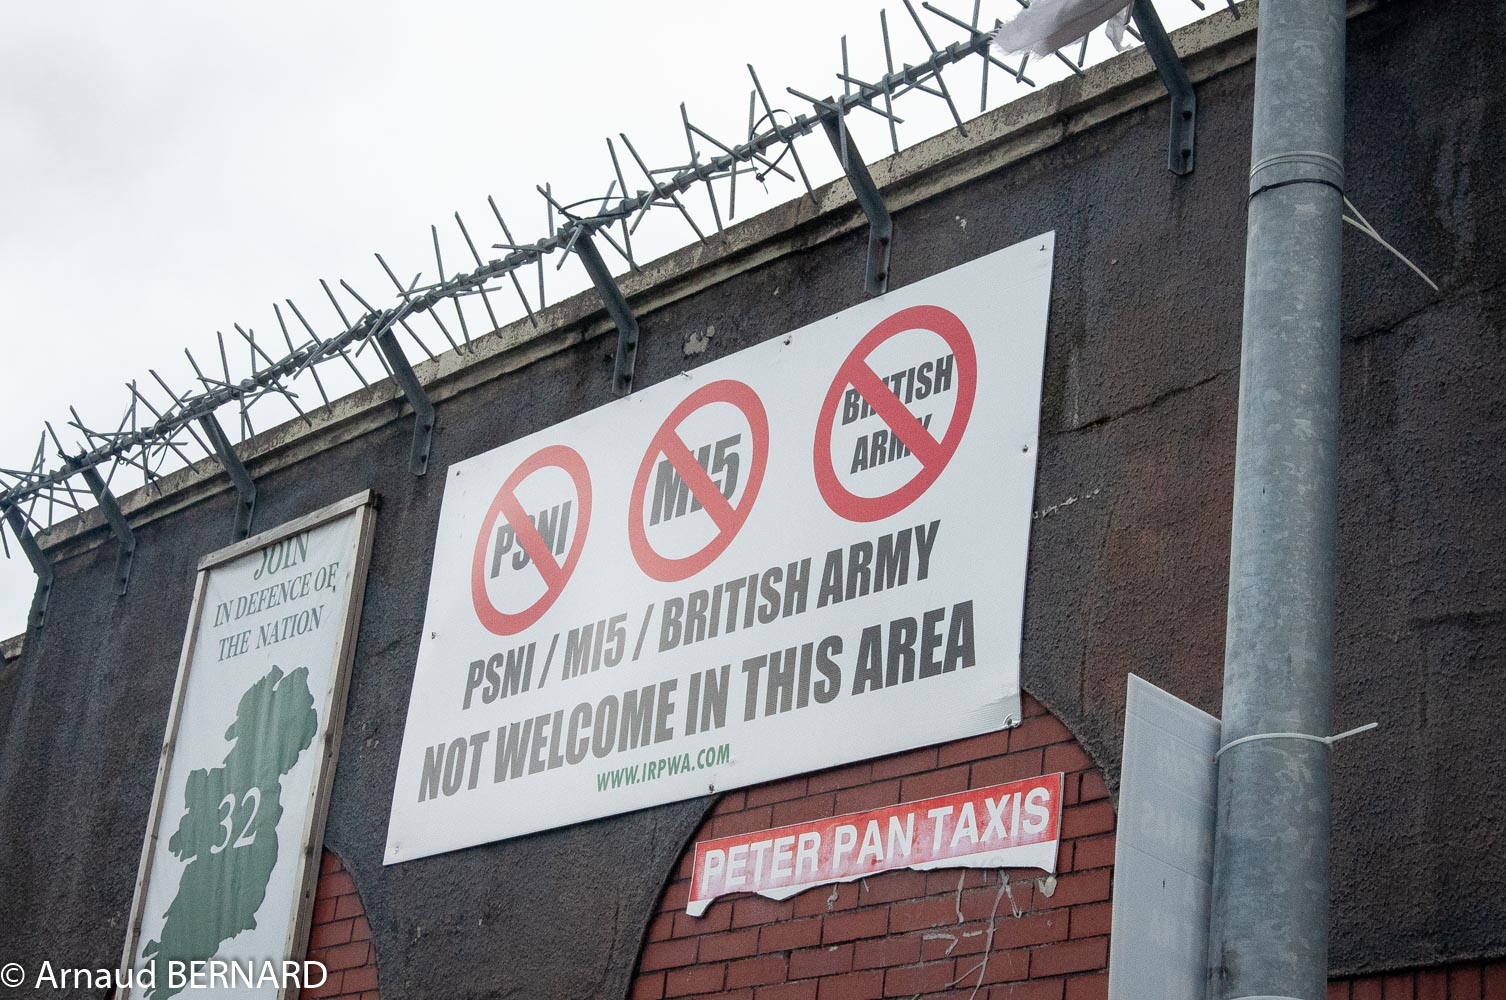 JOIN
IN DEFENCE OF
THE NATION
32
PSNI
MI5
BRITISH
ARMY
PSNI / MI5 / BRITISH ARMY
NOT WELCOME IN THIS AREA
WWW.IRPWA.COM
PETER PAN TAXIS
© Arnaud BERNARD